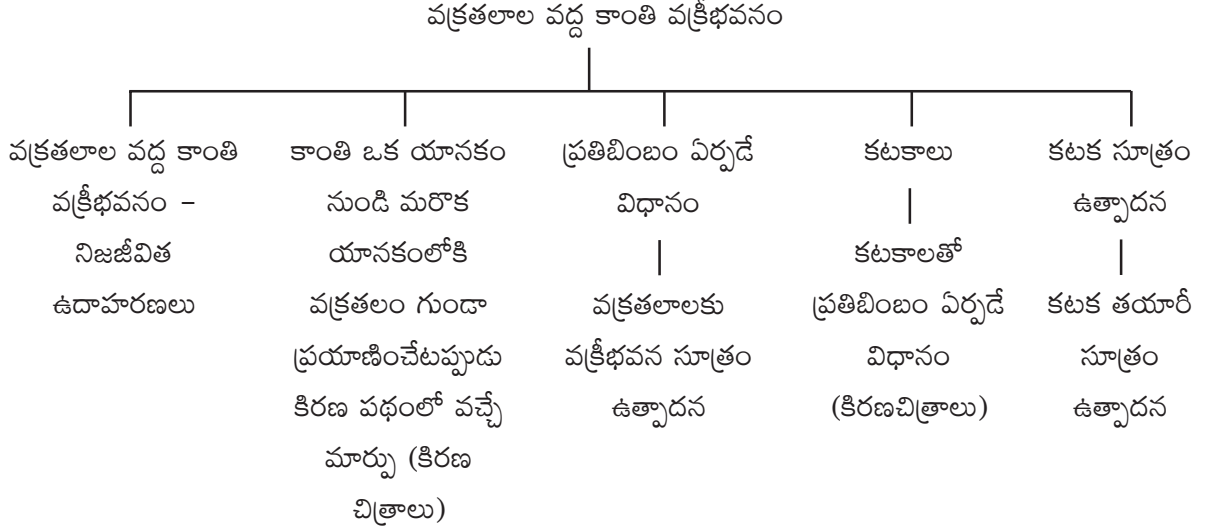 వక్రతలాల వద్ద కాంతి వక్రీభవనం
వక్రతలాల వద్ద కాంతి
వక్రీభవనం –
నిజజీవిత
ఉదాహరణలు
కాంతి ఒక యానకం
నుండి మరొక
యానకంలోకి
వక్రతలం గుండా
ప్రయాణించేటప్పుడు
కిరణ పథంలో వచ్చే
మార్పు (కిరణ
చిత్రాలు)
ప్రతిబింబం ఏర్పడే
విధానం
వక్రతలాలకు
వక్రీభవన సూత్రం
ఉత్పాదన
కటకాలు
కటకాలతో
ప్రతిబింబం ఏర్పడే
విధానం
(కిరణచిత్రాలు)
కటక సూత్రం
ఉత్పాదన
కటక తయారీ
సూత్రం
ఉత్పాదన